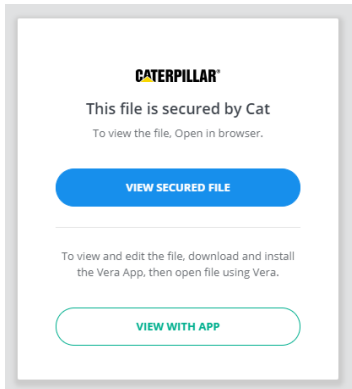 CATERPILLAR®
This file is secured by Cat
To view the file, Open in browser.
VIEW SECURED FILE
To view and edit the file, download and install
the Vera App, then open file using Vera.
VIEW WITH APP